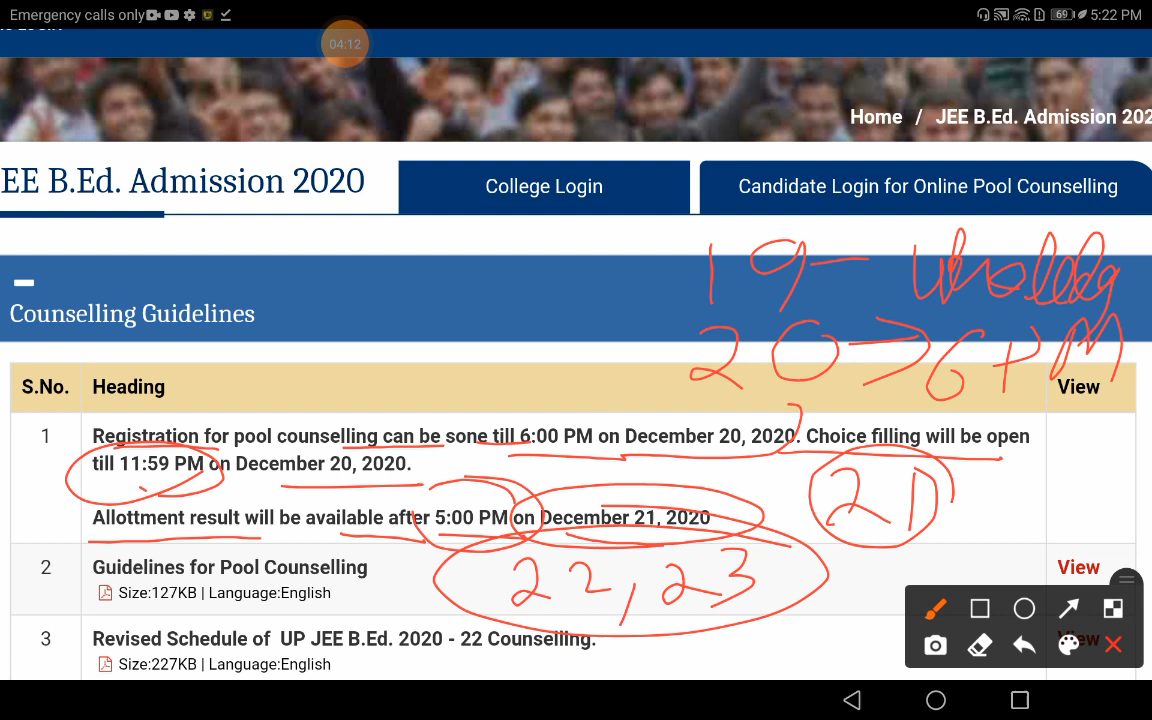 Emergency calls only
69 5:22 PM
04:12
Home / JEE B.Ed. Admission 202
EE B.Ed. Admission 2020
College Login
Candidate Login for Online Pool Counselling
19-
Counselling Guidelines
20 > 6 PM
S.No. Heading View
1 Registration for pool counselling can be sone till 6:00 PM on December 20, 2020. Choice filling will be open
till 11:59 PM on December 20, 2020.
21
Allottment result will be available after 5:00 PM on December 21, 2020
2 Guidelines for Pool Counselling View
22, 23
Size:127KB | Language:English
3 Revised Schedule of UP JEE B.Ed. 2020 - 22 Counselling. View
Size:227KB | Language:English